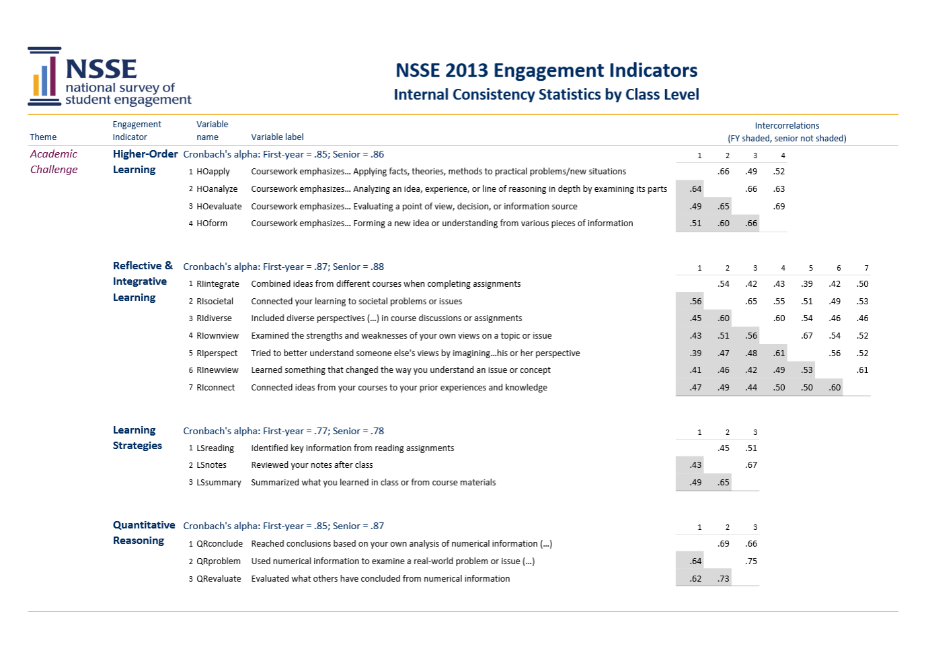 NSSE
national survey of
student engagement
NSSE 2013 Engagement Indicators
Internal Consistency Statistics by Class Level
Theme Engagement Indicator Variable name Variable label Intercorrelations
(FY shaded, senior not shaded)
Academic Challenge
Higher-Order Learning
Cronbach's alpha: First-year = .85; Senior = .86 1 2 3 4
1 HOapply Coursework emphasizes... Applying facts, theories, methods to practical problems/new situations .66 .49 .52
2 HOanalyze Coursework emphasizes... Analyzing an idea, experience, or line of reasoning in depth by examining its parts .64 .66 .63
3 HOevaluate Coursework emphasizes... Evaluating a point of view, decision, or information source .49 .65 .69
4 HOform Coursework emphasizes... Forming a new idea or understanding from various pieces of information .51 .60 .66
Reflective & Integrative Learning
Cronbach's alpha: First-year = .87; Senior = .88 1 2 3 4 5 6 7
1 RIintegrate Combined ideas from different courses when completing assignments .54 .42 .43 .39 .42 .50
2 RIsocietal Connected your learning to societal problems or issues .56 .65 .55 .51 .49 .53
3 RIdiverse Included diverse perspectives (...) in course discussions or assignments .45 .60 .60 .54 .46 .46
4 RIownview Examined the strengths and weaknesses of your own views on a topic or issue .43 .51 .56 .67 .54 .52
5 RIperspect Tried to better understand someone else's views by imagining...his or her perspective .39 .47 .48 .61 .56 .52
6 RInewview Learned something that changed the way you understand an issue or concept .41 .46 .42 .49 .53 .61
7 RIconnect Connected ideas from your courses to your prior experiences and knowledge .47 .49 .44 .50 .50 .60
Learning Strategies
Cronbach's alpha: First-year = .77; Senior = .78 1 2 3
1 LSreading Identified key information from reading assignments .45 .51
2 LSnotes Reviewed your notes after class .43 .67
3 LSsummary Summarized what you learned in class or from course materials .49 .65
Quantitative Reasoning
Cronbach's alpha: First-year = .85; Senior = .87 1 2 3
1 QRconclude Reached conclusions based on your own analysis of numerical information (...) .69 .66
2 QRproblem Used numerical information to examine a real-world problem or issue (...) .64 .75
3 QRevaluate Evaluated what others have concluded from numerical information .62 .73